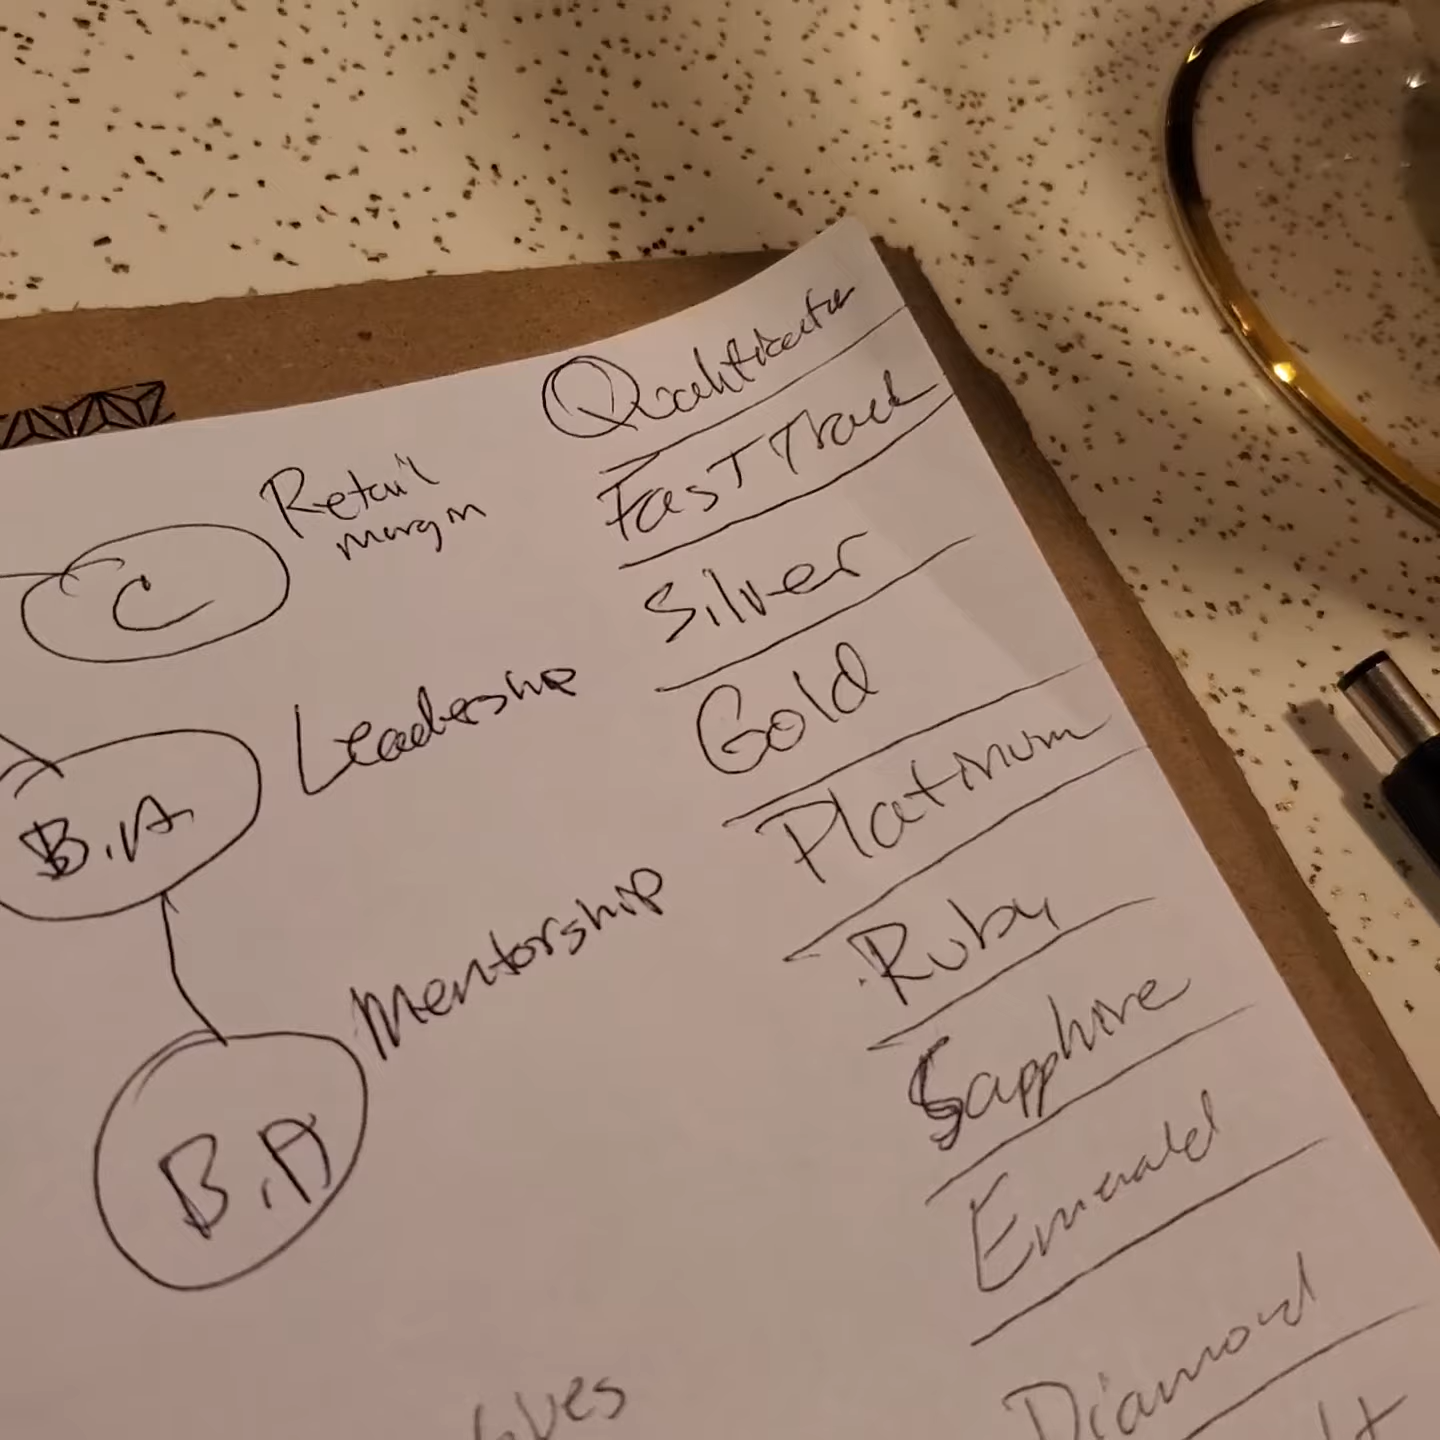 Qualification
Fast Track
Silver
Gold
Platinum
Ruby
Sapphire
Emerald
Diamond
Retail
margin
C
Leadership
B.A.
Mentorship
B.A